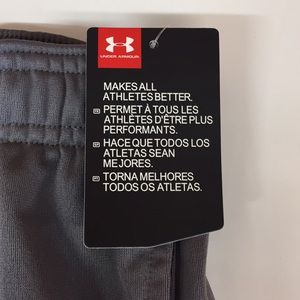 UNDER ARMOUR
MAKES ALL
ATHLETES BETTER.
FR PERMET À TOUS LES
ATHLÈTES D'ÊTRE PLUS
PERFORMANTS.
HACE QUE TODOS LOS
ATLETAS SEAN
MEJORES.
TORNA MELHORES
TODOS OS ATLETAS.